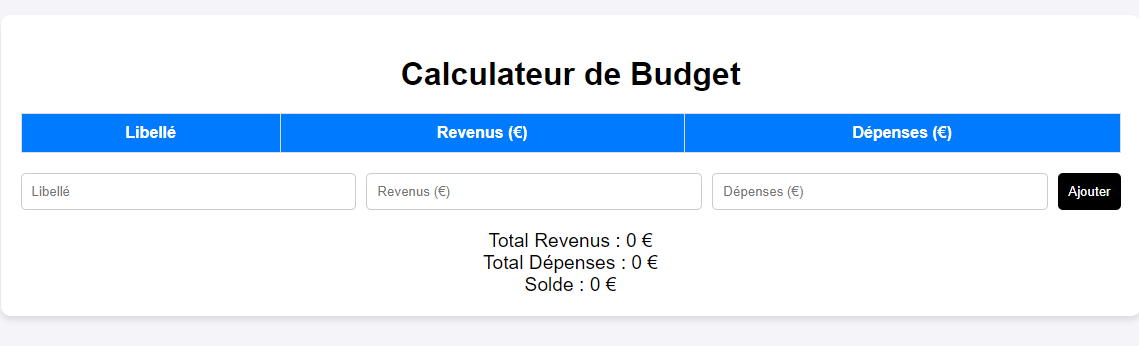 Calculateur de Budget
Libellé Revenus (€) Dépenses (€)
Libellé Revenus (€) Dépenses (€) Ajouter
Total Revenus : 0 €
Total Dépenses : 0 €
Solde : 0 €